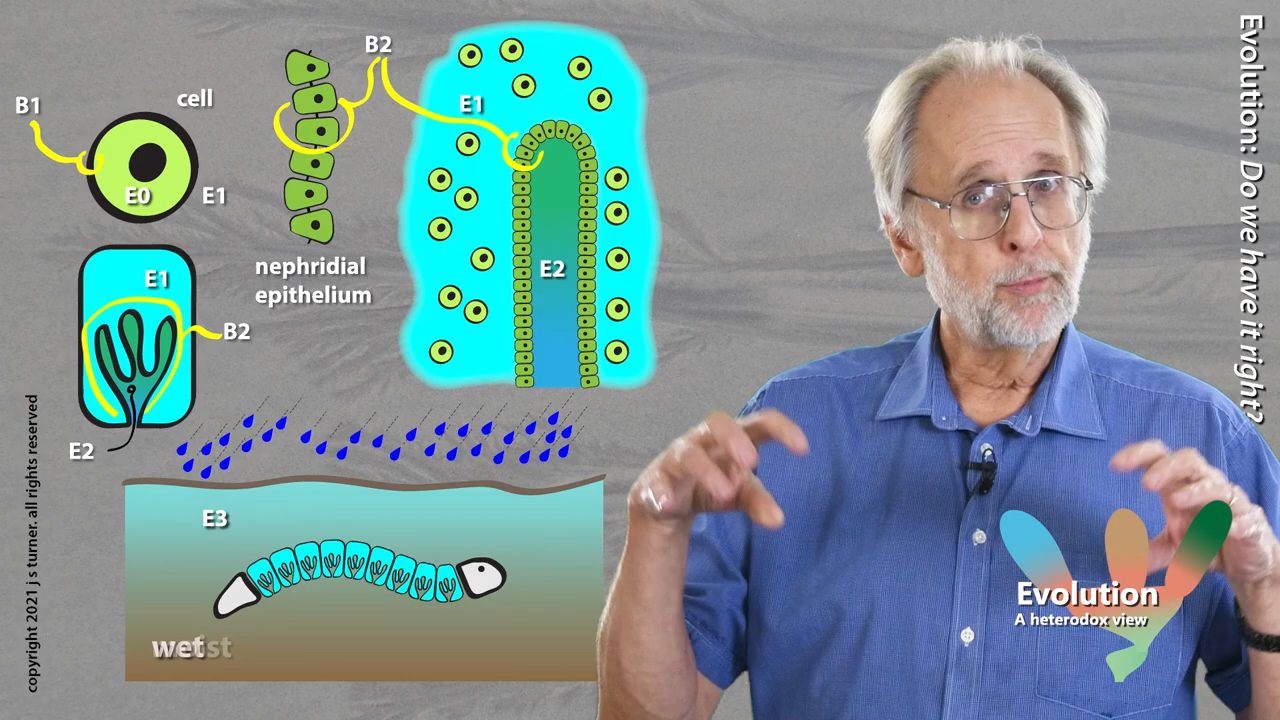 B1
cell
E0
E1
B2
nephridial
epithelium
E1
E2
E1
B2
E2
E3
wet
copyright 2021 j s turner. all rights reserved
Evolution: Do we have it right?
Evolution
A heterodox view